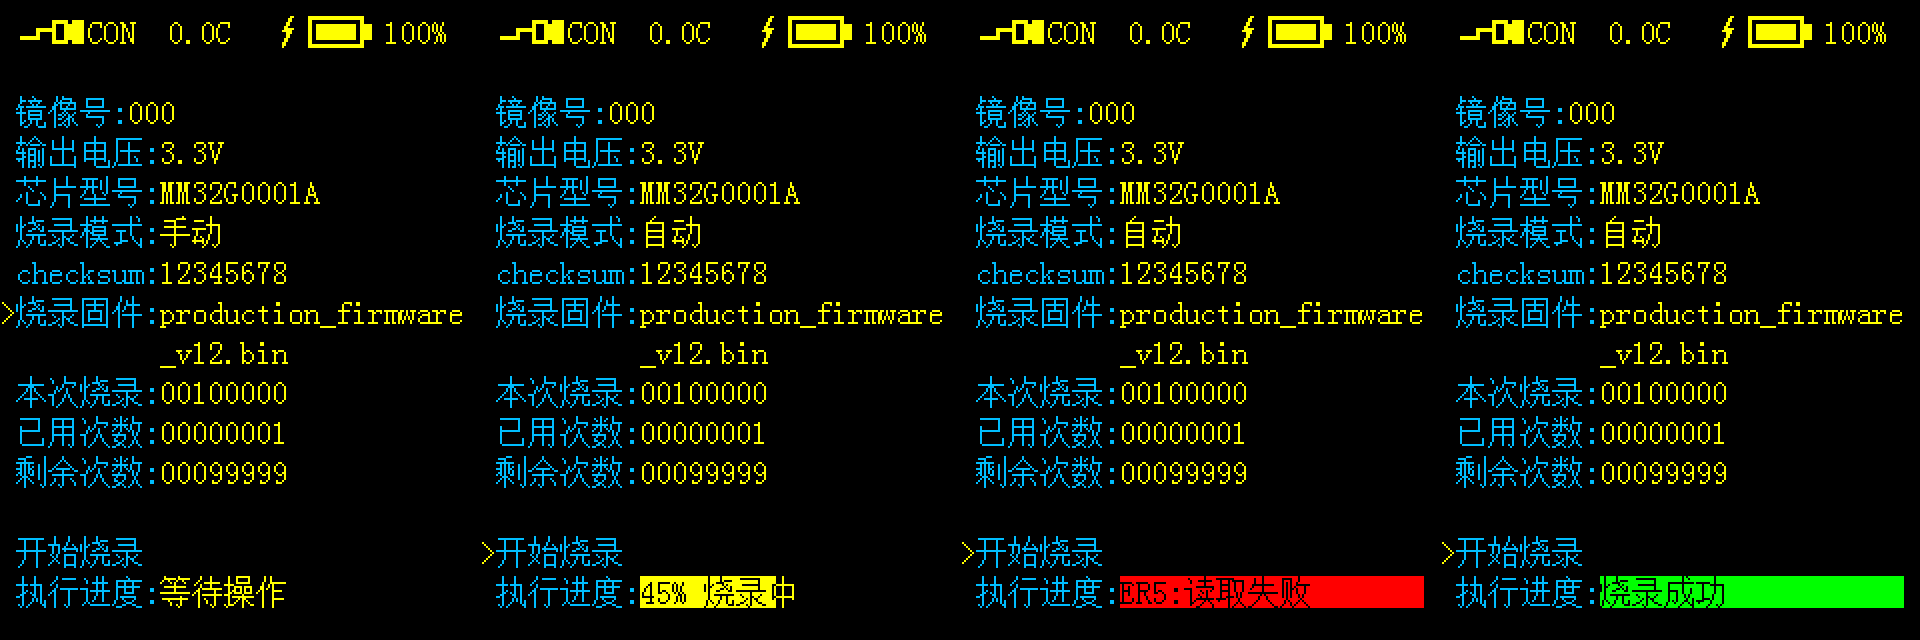 CON 0.0C 100%
镜像号:000
输出电压:3.3V
芯片型号:MM32G0001A
烧录模式:手动
checksum:12345678
>烧录固件:production_firmware
_v12.bin
本次烧录:00100000
已用次数:00000001
剩余次数:00099999
开始烧录
执行进度:等待操作
CON 0.0C 100%
镜像号:000
输出电压:3.3V
芯片型号:MM32G0001A
烧录模式:自动
checksum:12345678
烧录固件:production_firmware
_v12.bin
本次烧录:00100000
已用次数:00000001
剩余次数:00099999
>开始烧录
执行进度:45% 烧录中
CON 0.0C 100%
镜像号:000
输出电压:3.3V
芯片型号:MM32G0001A
烧录模式:自动
checksum:12345678
烧录固件:production_firmware
_v12.bin
本次烧录:00100000
已用次数:00000001
剩余次数:00099999
>开始烧录
执行进度:ER5:读取失败
CON 0.0C 100%
镜像号:000
输出电压:3.3V
芯片型号:MM32G0001A
烧录模式:自动
checksum:12345678
烧录固件:production_firmware
_v12.bin
本次烧录:00100000
已用次数:00000001
剩余次数:00099999
>开始烧录
执行进度:烧录成功